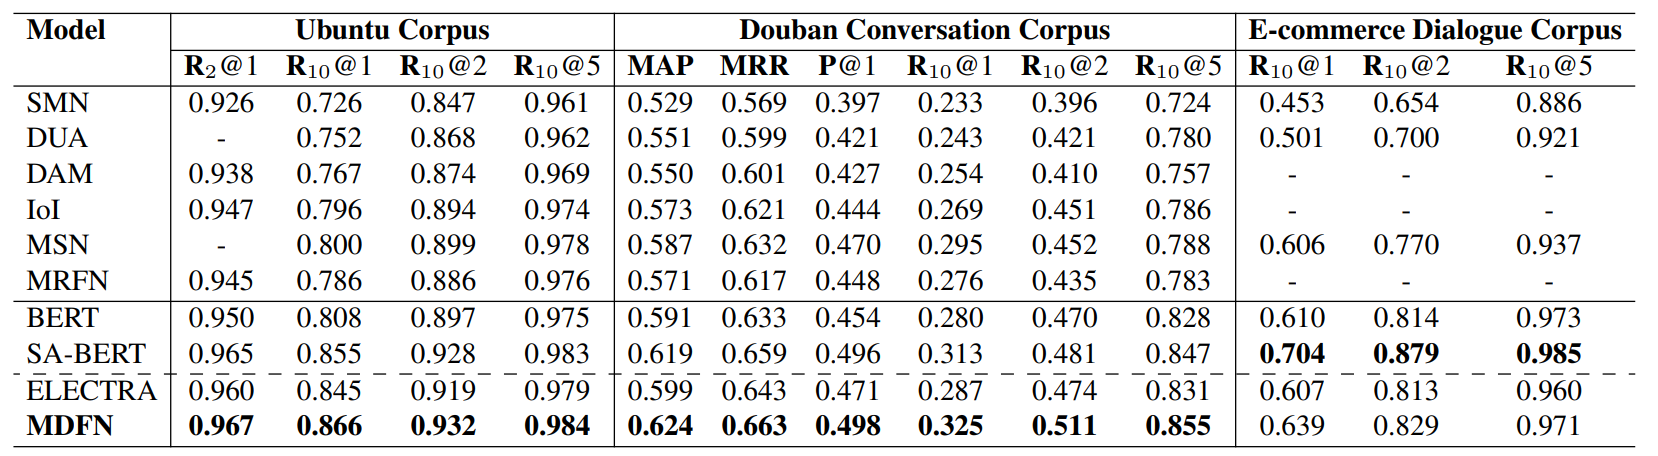 Model Ubuntu Corpus Douban Conversation Corpus E-commerce Dialogue Corpus
R2@1 R10@1 R10@2 R10@5 MAP MRR P@1 R10@1 R10@2 R10@5 R10@1 R10@2 R10@5
SMN 0.926 0.726 0.847 0.961 0.529 0.569 0.397 0.233 0.396 0.724 0.453 0.654 0.886
DUA - 0.752 0.868 0.962 0.551 0.599 0.421 0.243 0.421 0.780 0.501 0.700 0.921
DAM 0.938 0.767 0.874 0.969 0.550 0.601 0.427 0.254 0.410 0.757 - - -
IoI 0.947 0.796 0.894 0.974 0.573 0.621 0.444 0.269 0.451 0.786 - - -
MSN - 0.800 0.899 0.978 0.587 0.632 0.470 0.295 0.452 0.788 0.606 0.770 0.937
MRFN 0.945 0.786 0.886 0.976 0.571 0.617 0.448 0.276 0.435 0.783 - - -
BERT 0.950 0.808 0.897 0.975 0.591 0.633 0.454 0.280 0.470 0.828 0.610 0.814 0.973
SA-BERT 0.965 0.855 0.928 0.983 0.619 0.659 0.496 0.313 0.481 0.847 0.704 0.879 0.985
ELECTRA 0.960 0.845 0.919 0.979 0.599 0.643 0.471 0.287 0.474 0.831 0.607 0.813 0.960
MDFN 0.967 0.866 0.932 0.984 0.624 0.663 0.498 0.325 0.511 0.855 0.639 0.829 0.971